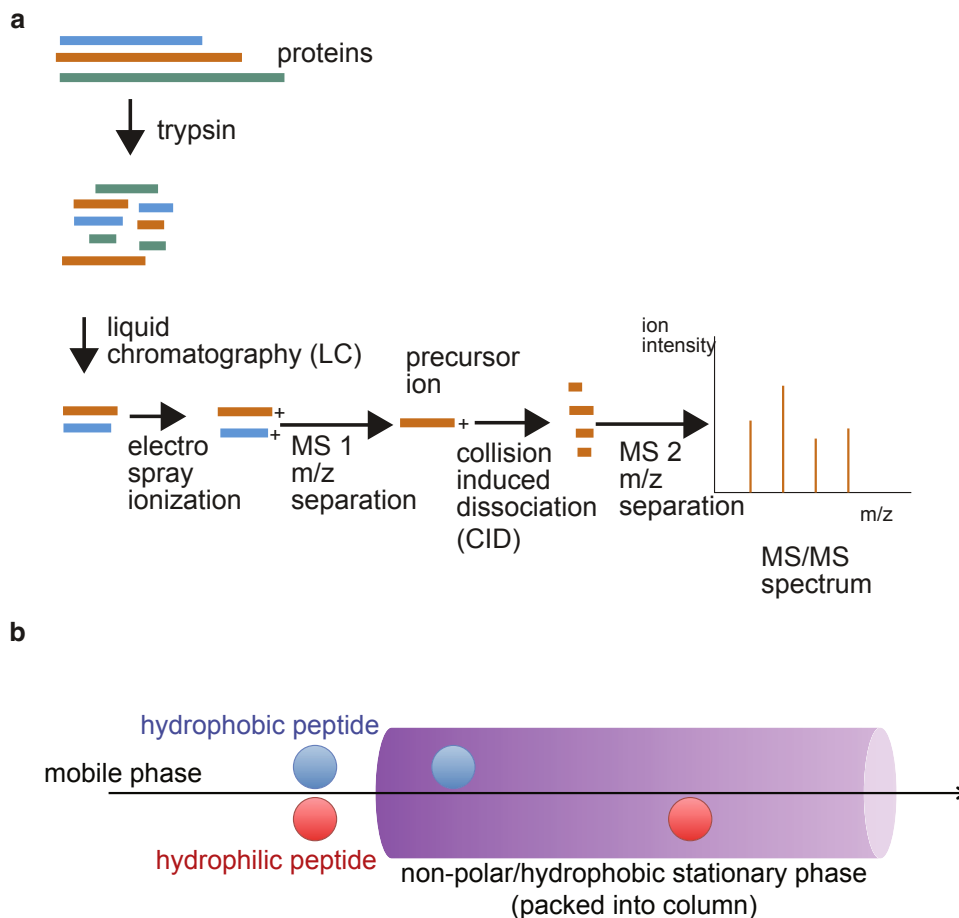 a
proteins
trypsin
liquid
chromatography (LC)
+
+
electro
spray
ionization
MS 1
m/z
separation
precursor
ion
+
collision
induced
dissociation
(CID)
MS 2
m/z
separation
ion
intensity
m/z
MS/MS
spectrum
b
hydrophobic peptide
mobile phase
hydrophilic peptide
non-polar/hydrophobic stationary phase
(packed into column)